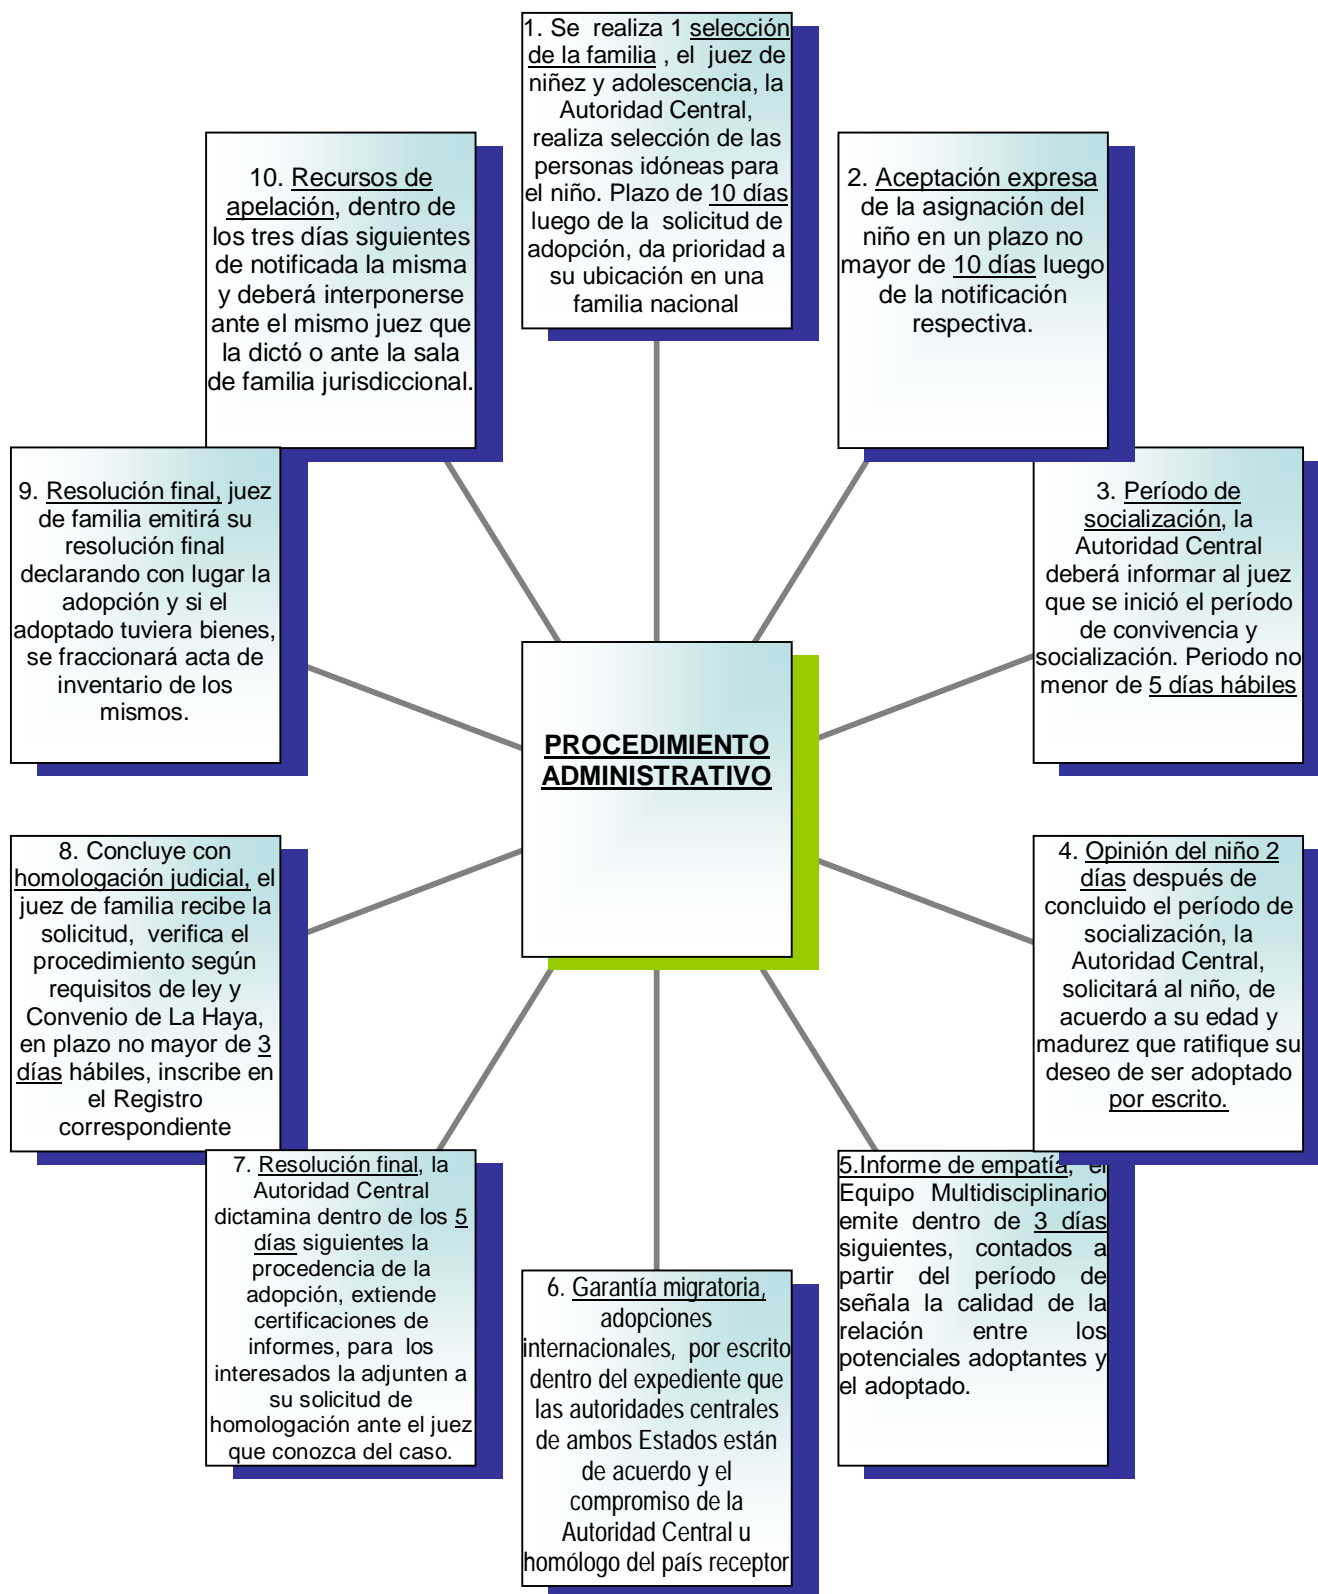 1. Se realiza 1 selección
de la familia , el juez de
niñez y adolescencia, la
Autoridad Central,
realiza selección de las
personas idóneas para
el niño. Plazo de 10 días
luego de la solicitud de
adopción, da prioridad a
su ubicación en una
familia nacional
2. Aceptación expresa
de la asignación del
niño en un plazo no
mayor de 10 días luego
de la notificación
respectiva.
3. Período de
socialización, la
Autoridad Central
deberá informar al juez
que se inició el período
de convivencia y
socialización. Periodo no
menor de 5 días hábiles
4. Opinión del niño 2
días después de
concluido el período de
socialización, la
Autoridad Central,
solicitará al niño, de
acuerdo a su edad y
madurez que ratifique su
deseo de ser adoptado
por escrito.
5.Informe de empatía, el
Equipo Multidisciplinario
emite dentro de 3 días
siguientes, contados a
partir del período de
señala la calidad de la
relación entre los
potenciales adoptantes y
el adoptado.
6. Garantía migratoria,
adopciones
internacionales, por escrito
dentro del expediente que
las autoridades centrales
de ambos Estados están
de acuerdo y el
compromiso de la
Autoridad Central u
homólogo del país receptor
7. Resolución final, la
Autoridad Central
dictamina dentro de los 5
días siguientes la
procedencia de la
adopción, extiende
certificaciones de
informes, para los
interesados la adjunten a
su solicitud de
homologación ante el juez
que conozca del caso.
8. Concluye con
homologación judicial, el
juez de familia recibe la
solicitud, verifica el
procedimiento según
requisitos de ley y
Convenio de La Haya,
en plazo no mayor de 3
días hábiles, inscribe en
el Registro
correspondiente
9. Resolución final, juez
de familia emitirá su
resolución final
declarando con lugar la
adopción y si el
adoptado tuviera bienes,
se fraccionará acta de
inventario de los
mismos.
10. Recursos de
apelación, dentro de
los tres días siguientes
de notificada la misma
y deberá interponerse
ante el mismo juez que
la dictó o ante la sala
de familia jurisdiccional.
PROCEDIMIENTO
ADMINISTRATIVO